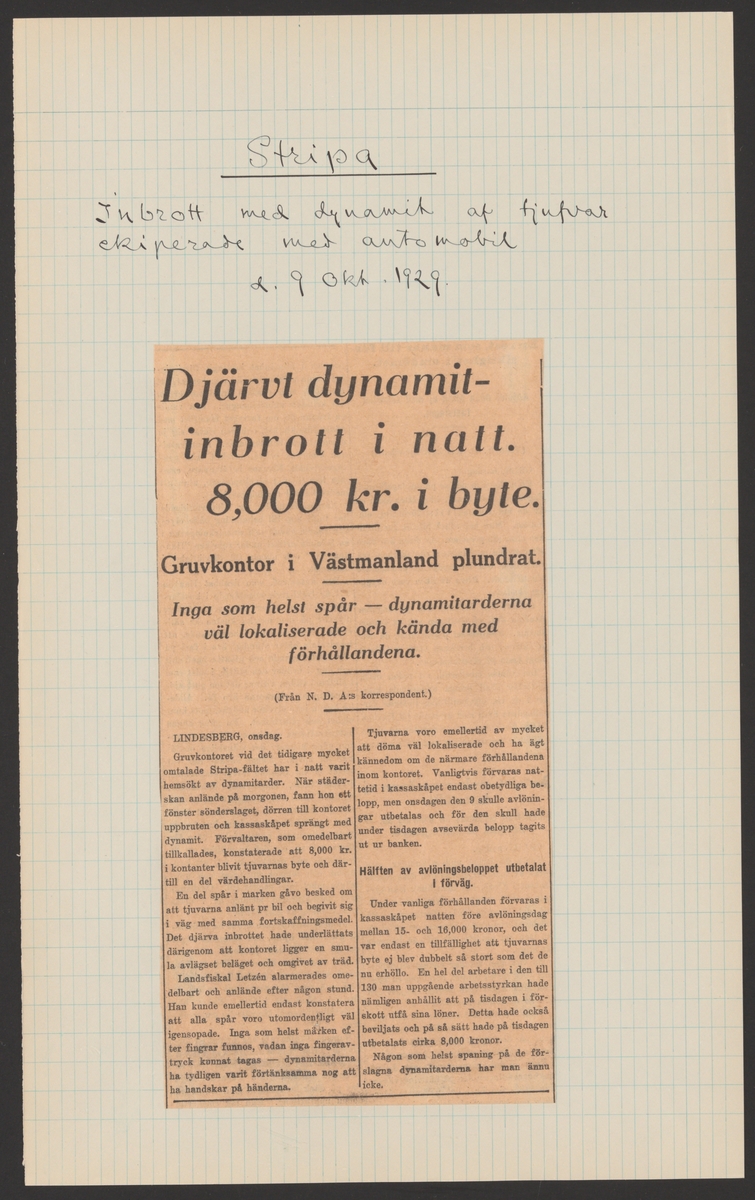 Stripa
Inbrott med dynamit af tjufvar
ekiperade med automobil
d. 9 Okt. 1929.
Djärvt dynamit-
inbrott i natt.
8,000 kr. i byte.
Gruvkontor i Västmanland plundrat.
Inga som helst spår — dynamitarderna
väl lokaliserade och kända med
förhållandena.
(Från N. D. A:s korrespondent.)
LINDESBERG, onsdag.
Gruvkontoret vid det tidigare mycket
omtalade Stripa-fältet har i natt varit
hemsökt av dynamitarder. När städer-
skan anlände på morgonen, fann hon ett
fönster sönderslaget, dörren till kontoret
uppbruten och kassaskåpet sprängt med
dynamit. Förvaltaren, som omedelbart
tillkallades, konstaterade att 8,000 kr.
i kontanter blivit tjuvarnas byte och där-
till en del värdehandlingar.
En del spår i marken gåvo besked om
att tjuvarna anlänt pr bil och begivit sig
i väg med samma fortskaffningsmedel.
Det djärva inbrottet hade underlättats
därigenom att kontoret ligger en smu-
la avlägset beläget och omgivet av träd.
Landsfiskal Letzén alarmerades ome-
delbart och anlände efter någon stund.
Han kunde emellertid endast konstatera
att alla spår voro utomordentligt väl
igensopade. Inga som helst märken ef-
ter fingrar funnos, vadan inga fingerav-
tryck kunnat tagas — dynamitarderna
ha tydligen varit förtänksamma nog att
ha handskar på händerna.
Tjuvarna voro emellertid av mycket
att döma väl lokaliserade och ha ägt
kännedom om de närmare förhållandena
inom kontoret. Vanligtvis förvaras nat-
tetid i kassaskåpet endast obetydliga be-
lopp, men onsdagen den 9 skulle avlönin-
gar utbetalas och för den skull hade
under tisdagen avsevärda belopp tagits
ut ur banken.
Hälften av avlöningsbeloppet utbetalat
i förväg.
Under vanliga förhållanden förvaras i
kassaskåpet natten före avlöningsdag
mellan 15- och 16,000 kronor, och det
var endast en tillfällighet att tjuvarnas
byte ej blev dubbelt så stort som det de
nu erhöllo. En hel del arbetare i den till
130 man uppgående arbetsstyrkan hade
nämligen anhållit att på tisdagen i för-
skott utfå sina löner. Detta hade också
beviljats och på så sätt hade på tisdagen
utbetalats cirka 8,000 kronor.
Någon som helst spaning på de för-
slagna dynamitarderna har man ännu
icke.